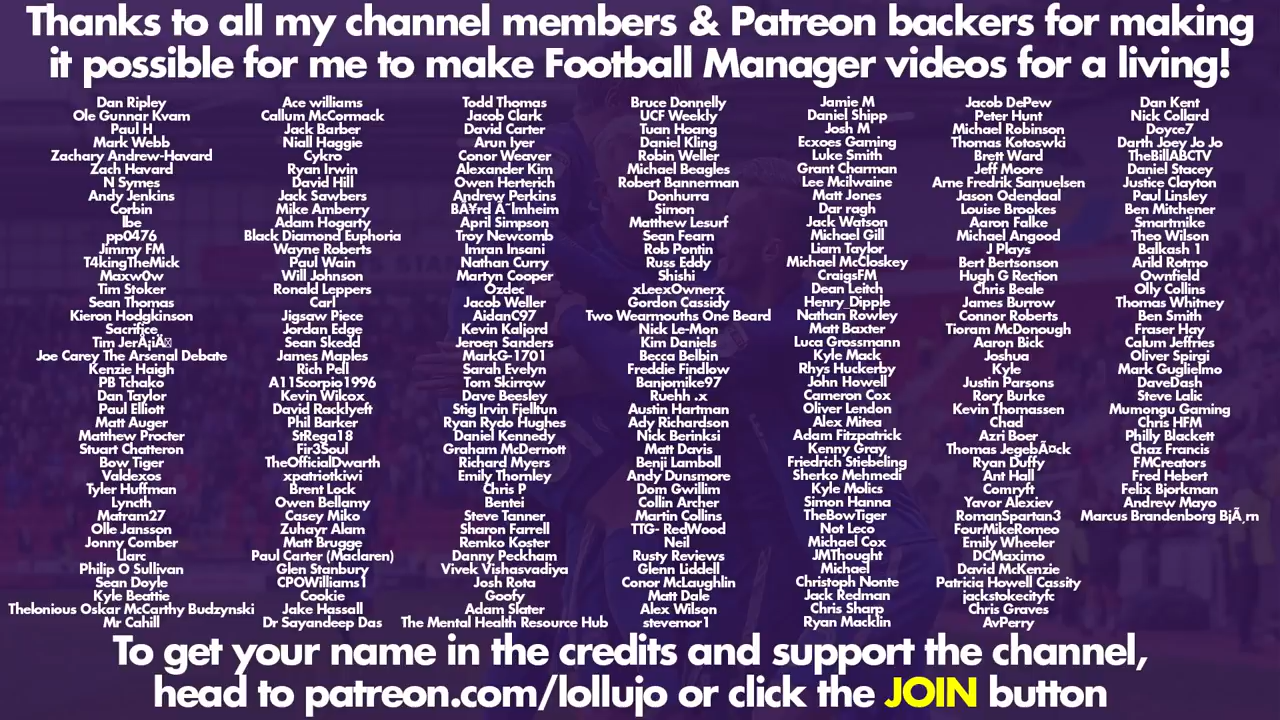 Thanks to all my channel members & Patreon backers for making
it possible for me to make Football Manager videos for a living!
Dan Ripley
Ole Gunnar Kvam
Paul H
Mark Webb
Zachary Andrew-Havard
Zach Havard
N Symes
Andy Jenkins
Corbin
Ibe
pp0476
Jimmy FM
T4kingTheMick
Maxw0w
Tim Stoker
Sean Thomas
Kieron Hodgkinson
Sacrifice
Tim JerÃ¡iÄ
Joe Carey The Arsenal Debate
Kenzie Haigh
PB Tchako
Dan Taylor
Paul Elliott
Matt Auger
Matthew Procter
Stuart Chatteron
Bow Tiger
Valdexos
Tyler Huffman
Lyncth
Matram27
Olle Jansson
Jonny Comber
Llarc
Philip O Sullivan
Sean Doyle
Kyle Beattie
Thelonious Oskar McCarthy Budzynski
Mr Cahill
Ace williams
Callum McCormack
Jack Barber
Niall Haggie
Cykro
Ryan Irwin
David Hill
Jack Sawbers
Mike Amberry
Adam Hogarty
Black Diamond Euphoria
Wayne Roberts
Paul Wain
Will Johnson
Ronald Leppers
Carl
Jigsaw Piece
Jordan Edge
Sean Skedd
James Maples
Rich Pell
A11Scorpio1996
Kevin Wilcox
David Racklyeft
Phil Barker
StRega18
Fir3Soul
TheOfficialDwarth
xpatriotkiwi
Brent Lock
Owen Bellamy
Casey Miko
Zuhayr Alam
Matt Brugge
Paul Carter (Maclaren)
Glen Stanbury
CPOWilliams1
Cookie
Jake Hassall
Dr Sayandeep Das
Todd Thomas
Jacob Clark
David Carter
Arun Iyer
Conor Weaver
Alexander Kim
Owen Herterich
Andrew Perkins
BÃ¥rd Ã˜lmheim
April Simpson
Troy Newcomb
Imran Insani
Nathan Curry
Martyn Cooper
Ozdec
Jacob Weller
AidanC97
Kevin Kaljord
Jeroen Sanders
MarkG-1701
Sarah Evelyn
Tom Skirrow
Dave Beesley
Stig Irvin Fjelltun
Ryan Rydo Hughes
Daniel Kennedy
Graham McDernott
Richard Myers
Emily Thornley
Chris P
Bentei
Steve Tanner
Sharon Farrell
Remko Koster
Danny Peckham
Vivek Vishasvadiya
Josh Rota
Goofy
Adam Slater
The Mental Health Resource Hub
Bruce Donnelly
UCF Weekly
Tuan Hoang
Daniel Kling
Robin Weller
Michael Beagles
Robert Bannerman
Donhurra
Simon
Matthew Lesurf
Sean Fearn
Rob Pontin
Russ Eddy
Shishi
xLeexOwnerx
Gordon Cassidy
Two Wearmouths One Beard
Nick Le-Mon
Kim Daniels
Becca Belbin
Freddie Findlow
Banjomike97
Ruehh .x
Austin Hartman
Ady Richardson
Nick Berinksi
Matt Davis
Benji Lamboll
Andy Dunsmore
Dom Gwillim
Collin Archer
Martin Collins
TTG- RedWood
Neil
Rusty Reviews
Glenn Liddell
Conor McLaughlin
Matt Dale
Alex Wilson
stevemor1
Jamie M
Daniel Shipp
Josh M
Ecxoes Gaming
Luke Smith
Grant Charman
Lee Mcilwaine
Matt Jones
Dar ragh
Jack Watson
Michael Gill
Liam Taylor
Michael McCloskey
CraigsFM
Dean Leitch
Henry Dipple
Nathan Rowley
Matt Baxter
Luca Grossmann
Kyle Mack
Rhys Huckerby
John Howell
Cameron Cox
Oliver Lendon
Alex Mitea
Adam Fitzpatrick
Kenny Gray
Friedrich Stiebeling
Sherko Mehmedi
Kyle Molics
Simon Hanna
TheBowTiger
Not Leco
Michael Cox
JMThought
Michael
Christoph Nonte
Jack Redman
Chris Sharp
Ryan Macklin
Jacob DePew
Peter Hunt
Michael Robinson
Thomas Kotoswki
Brett Ward
Jeff Moore
Arne Fredrik Samuelsen
Jason Odendaal
Louise Brookes
Aaron Falke
Michael Angood
J Plays
Bert Bertsonson
Hugh G Rection
Chris Beale
James Burrow
Connor Roberts
Tioram McDonough
Aaron Bick
Joshua
Kyle
Justin Parsons
Rory Burke
Kevin Thomassen
Chad
Azri Boer
Thomas JegebÃ¤ck
Ryan Duffy
Ant Hall
Comryft
Yavor Alexiev
RomanSpartan3
FourMikeRomeo
Emily Wheeler
DCMaximo
David McKenzie
Patricia Howell Cassity
jackstokecityfc
Chris Graves
AvPerry
Dan Kent
Nick Collard
Doyce7
Darth Joey Jo Jo
TheBillABCTV
Daniel Stacey
Justice Clayton
Paul Linsley
Ben Mitchener
Smartmike
Theo Wilson
Balkash 1
Arild Rotmo
Ownfield
Olly Collins
Thomas Whitney
Ben Smith
Fraser Hay
Calum Jeffries
Oliver Spirgi
Mark Guglielmo
DaveDash
Steve Lalic
Mumongu Gaming
Chris HFM
Philly Blackett
Chaz Francis
FMCreators
Fred Hebert
Felix Bjorkman
Andrew Mayo
Marcus Brandenborg BjÃ¸rn
To get your name in the credits and support the channel,
head to patreon.com/lollujo or click the JOIN button